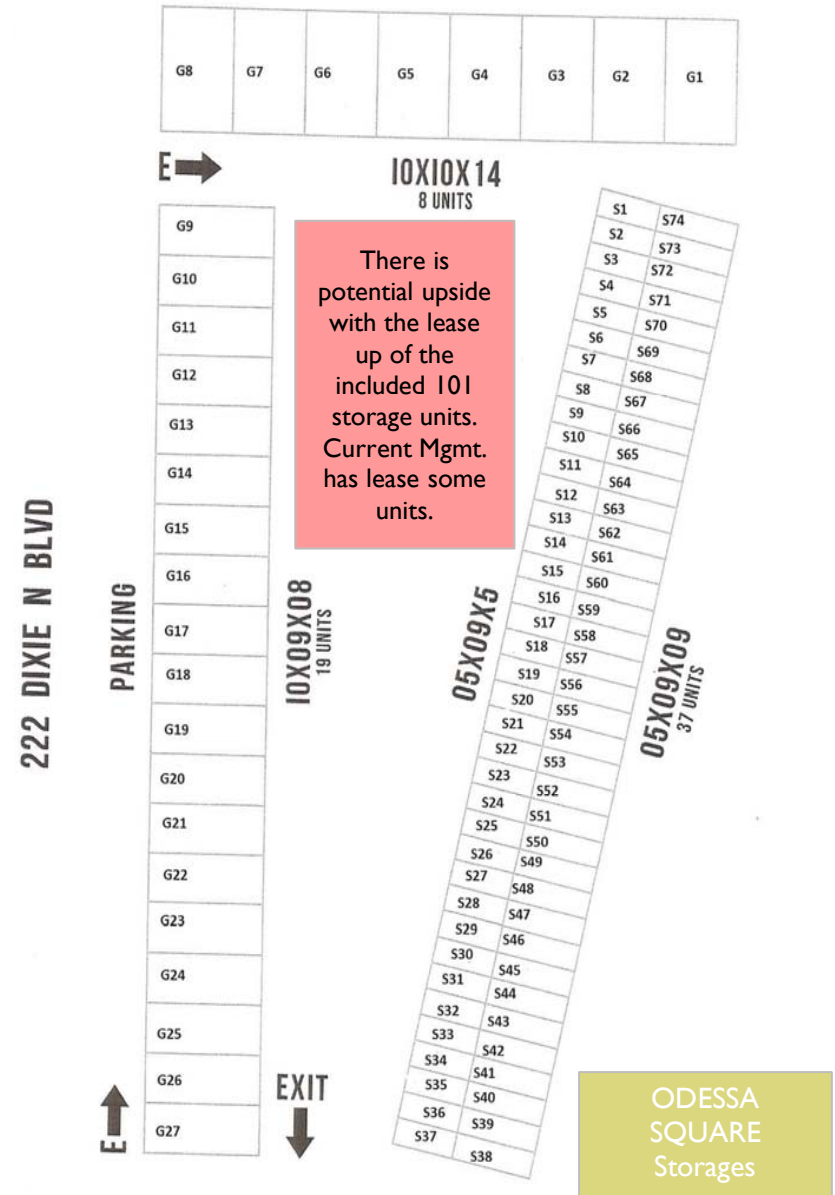 G8 G7 G6 G5 G4 G3 G2 G1
E
10X10X14
8 UNITS
G9
G10
G11
G12
G13
G14
G15
G16
G17
G18
G19
G20
G21
G22
G23
G24
G25
G26
G27
222 DIXIE N BLVD
PARKING
10X09X08
19 UNITS
There is
potential upside
with the lease
up of the
included 101
storage units.
Current Mgmt.
has lease some
units.
S1 S74
S2 S73
S3 S72
S4 S71
S5 S70
S6 S69
S7 S68
S8 S67
S9 S66
S10 S65
S11 S64
S12 S63
S13 S62
S14 S61
S15 S60
S16 S59
S17 S58
S18 S57
S19 S56
S20 S55
S21 S54
S22 S53
S23 S52
S24 S51
S25 S50
S26 S49
S27 S48
S28 S47
S29 S46
S30 S45
S31 S44
S32 S43
S33 S42
S34 S41
S35 S40
S36 S39
S37 S38
05X09X5
05X09X09
37 UNITS
E
EXIT
ODESSA
SQUARE
Storages